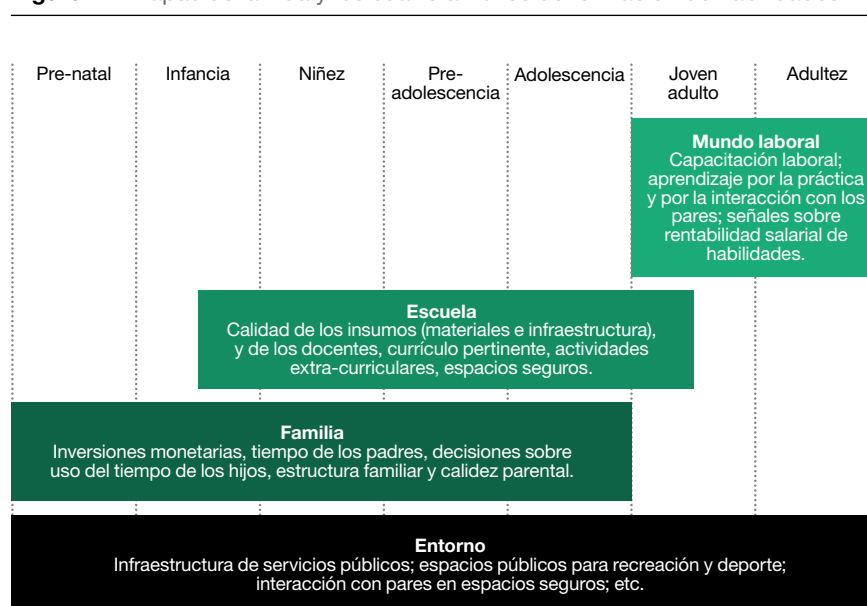 Pre-natal
Infancia
Niñez
Pre-
adolescencia
Adolescencia
Joven
adulto
Adultez
Mundo laboral
Capacitación laboral;
aprendizaje por la práctica
y por la interacción con los
pares; señales sobre
rentabilidad salarial de
habilidades.
Escuela
Calidad de los insumos (materiales e infraestructura),
y de los docentes, currículo pertinente, actividades
extra-curriculares, espacios seguros.
Familia
Inversiones monetarias, tiempo de los padres, decisiones sobre
uso del tiempo de los hijos, estructura familiar y calidez parental.
Entorno
Infraestructura de servicios públicos; espacios públicos para recreación y deporte;
interacción con pares en espacios seguros; etc.